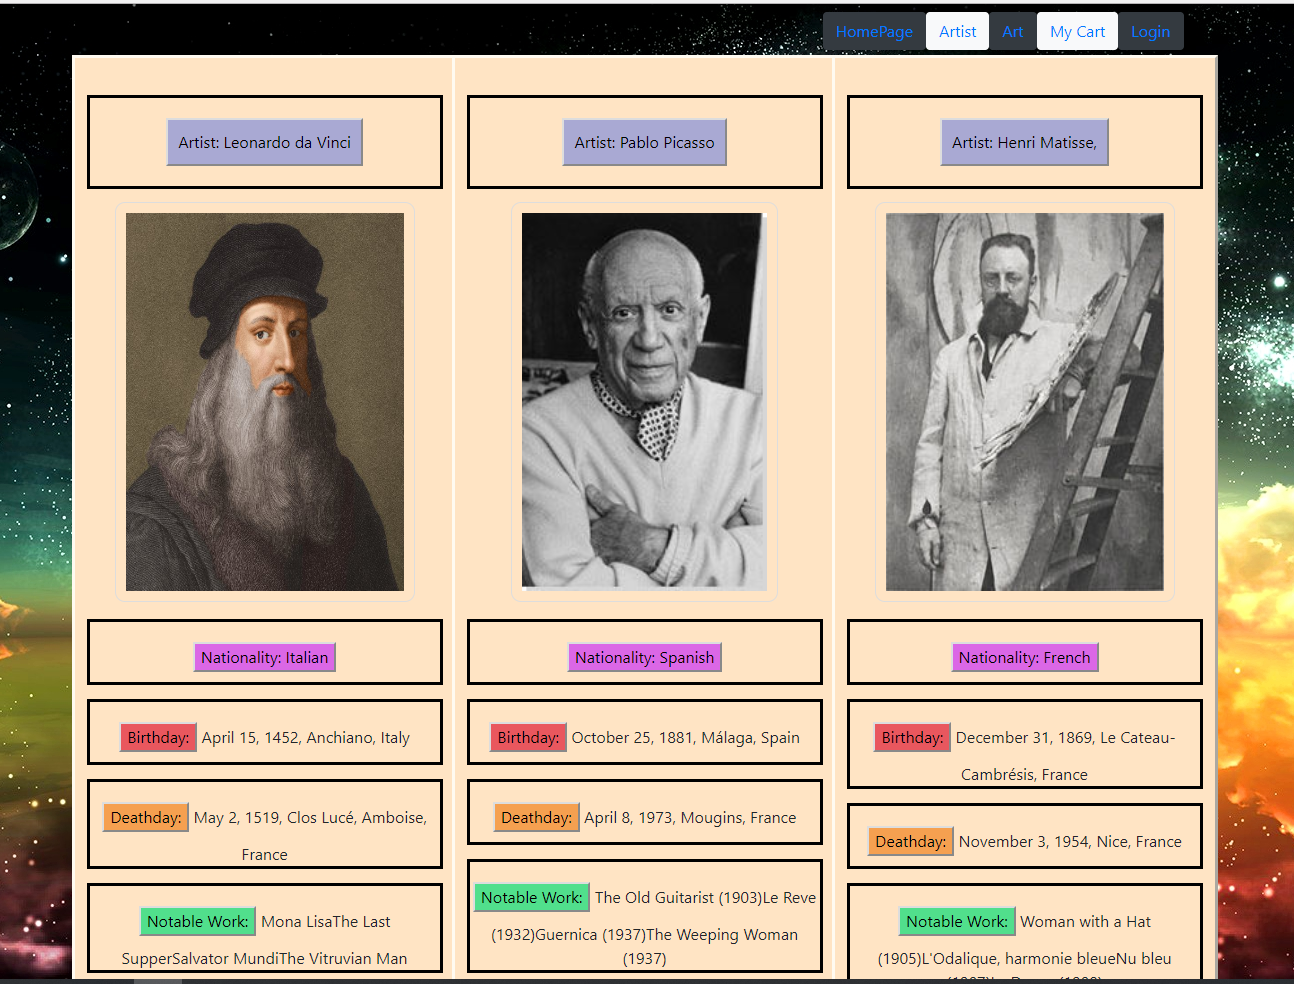 HomePage Artist Art My Cart Login
Artist: Leonardo da Vinci
Nationality: Italian
Birthday: April 15, 1452, Anchiano, Italy
Deathday: May 2, 1519, Clos Lucé, Amboise,
France
Notable Work: Mona LisaThe Last
SupperSalvator MundiThe Vitruvian Man
Artist: Pablo Picasso
Nationality: Spanish
Birthday: October 25, 1881, Málaga, Spain
Deathday: April 8, 1973, Mougins, France
Notable Work: The Old Guitarist (1903)Le Reve
(1932)Guernica (1937)The Weeping Woman
(1937)
Artist: Henri Matisse,
Nationality: French
Birthday: December 31, 1869, Le Cateau-
Cambrésis, France
Deathday: November 3, 1954, Nice, France
Notable Work: Woman with a Hat
(1905)L'Odalique, harmonie bleueNu bleu